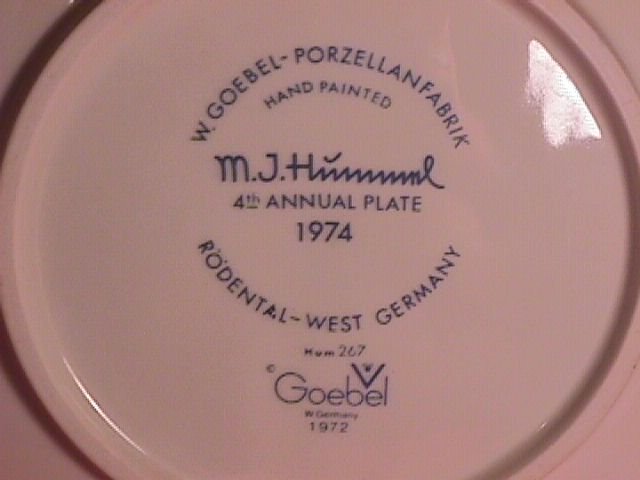 W. GOEBEL-PORZELLANFABRIK
HAND PAINTED
M.J. Hummel
4th ANNUAL PLATE
1974
RÖDENTAL-WEST GERMANY
Hum 267
© Goebel
W. Germany
1972